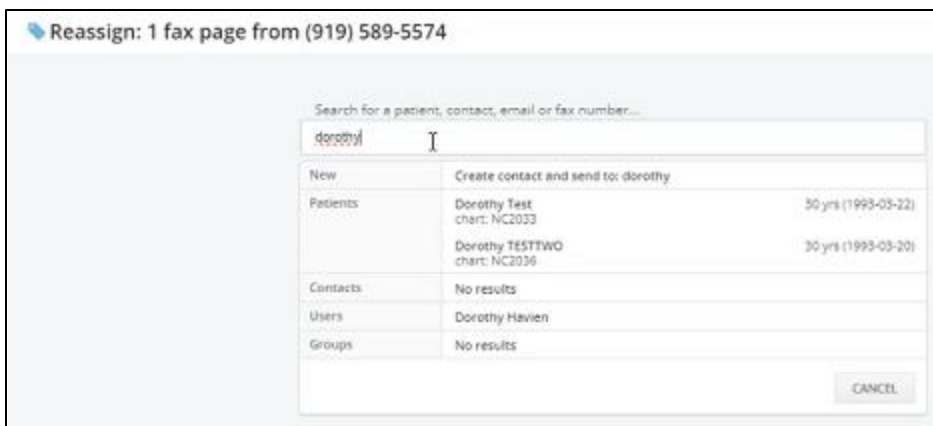 Reassign: 1 fax page from (919) 589-5574
Search for a patient, contact, email or fax number...
dorothy
New Create contact and send to: dorothy
Patients Dorothy Test 30 yrs (1993-03-22)
chart: NC2033
Dorothy TESTTWO 30 yrs (1993-03-20)
chart: NC2036
Contacts No results
Users Dorothy Havien
Groups No results
CANCEL